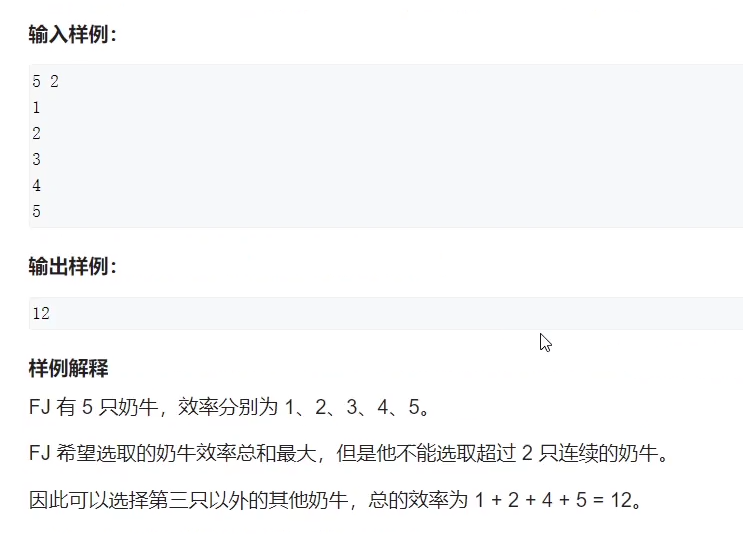 输入样例：
5 2
1
2
3
4
5
输出样例：
12
样例解释
FJ 有 5 只奶牛，效率分别为 1、2、3、4、5。
FJ 希望选取的奶牛效率总和最大，但是他不能选取超过 2 只连续的奶牛。
因此可以选择第三只以外的其他奶牛，总的效率为 1 + 2 + 4 + 5 = 12。